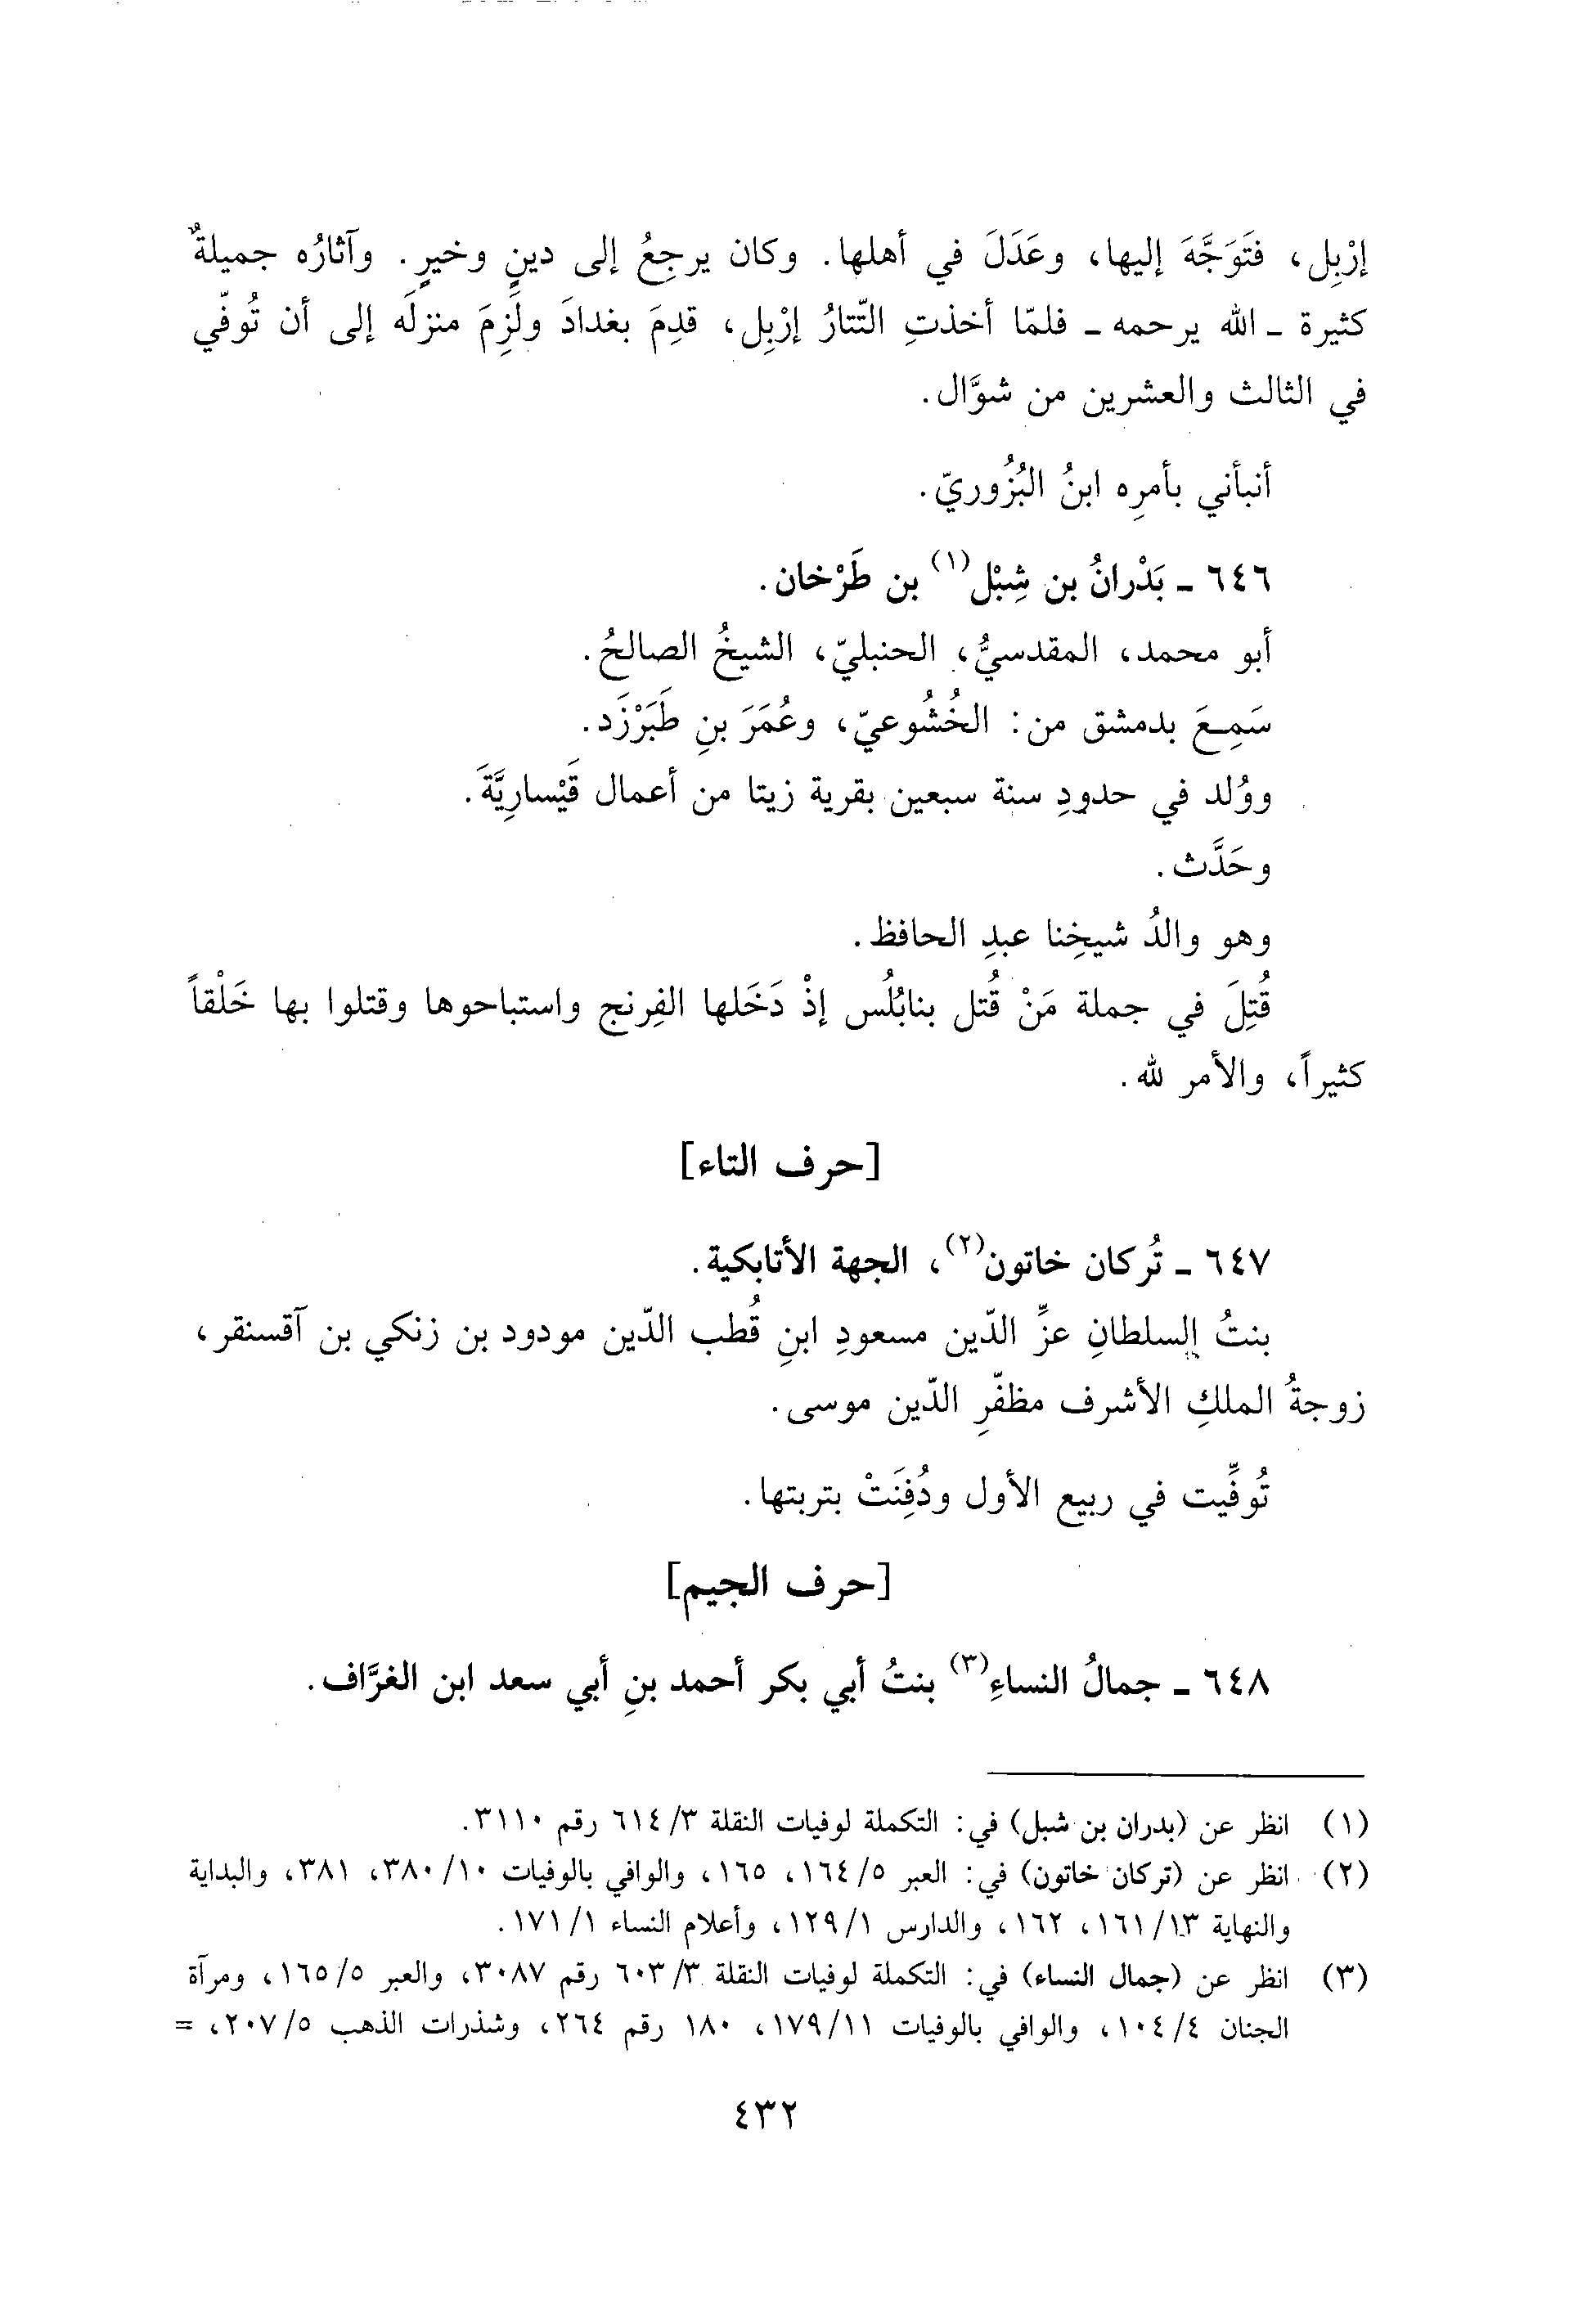 إرْبِل، فتَوَجَّهَ إليها، وعَدَلَ في أهلها. وكان يرجِعُ إلى دينٍ وخيرٍ. وآثارُه جميلةٌ
كثيرة ـ الله يرحمه ـ فلمّا أخذتِ التّتارُ إرْبِل، قدِمَ بغدادَ ولَزِمَ منزلَه إلى أن تُوفّي
في الثالث والعشرين من شوَّال.
أنبأني بأمرِه ابنُ البُزُوريّ.
٦٤٦ ـ بَدْرانُ بن شِبْل(١) بن طَرْخان.
أبو محمد، المقدسيُّ، الحنبليّ، الشيخُ الصالحُ.
سَمِعَ بدمشق من: الخُشُوعيّ، وعُمَرَ بنِ طَبَرْزَد.
ووُلد في حدودِ سنة سبعين بقرية زيتا من أعمال قَيْسارِيَّةَ.
وحَدَّث.
وهو والدُ شيخِنا عبدِ الحافظ.
قُتِلَ في جملة مَنْ قُتل بنابُلُس إذْ دَخَلها الفِرنج واستباحوها وقتلوا بها خَلْقاً
كثيراً، والأمر لله.
[حرف التاء]
٦٤٧ ـ تُركان خاتون(٢)، الجهة الأتابكية.
بنتُ السلطانِ عزِّ الدّين مسعودِ ابنِ قُطب الدّين مودود بن زنكي بن آقسنقر،
زوجةُ الملكِ الأشرف مظفّرِ الدّين موسى.
تُوفِّيت في ربيع الأول ودُفِنَتْ بتربتها.
[حرف الجيم]
٦٤٨ ـ جمالُ النساءِ(٣) بنتُ أبي بكر أحمد بنِ أبي سعد ابن الغرَّاف.
(١) انظر عن (بدران بن شبل) في: التكملة لوفيات النقلة ٣/ ٦١٤ رقم ٣١١٠.
(٢) انظر عن (تركان خاتون) في: العبر ٥/ ١٦٤، ١٦٥، والوافي بالوفيات ١٠/ ٣٨٠، ٣٨١، والبداية
والنهاية ١٣/ ١٦١، ١٦٢، والدارس ١/ ١٢٩، وأعلام النساء ١/ ١٧١.
(٣) انظر عن (جمال النساء) في: التكملة لوفيات النقلة ٣/ ٦٠٣ رقم ٣٠٨٧، والعبر ٥/ ١٦٥، ومرآة
الجنان ٤/ ١٠٤، والوافي بالوفيات ١١/ ١٧٩، ١٨٠ رقم ٢٦٤، وشذرات الذهب ٥/ ٢٠٧، =
٤٣٢